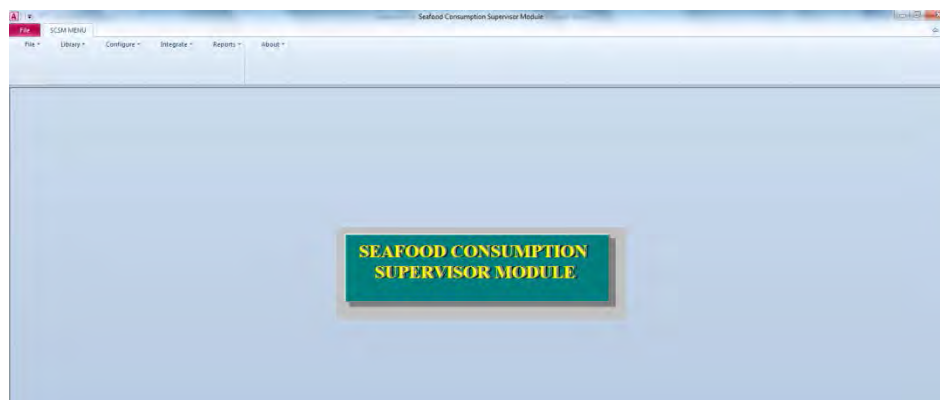 A
Seafood Consumption Supervisor Module
File SCSM MENU
File Library Configure Integrate Reports About
SEAFOOD CONSUMPTION
SUPERVISOR MODULE